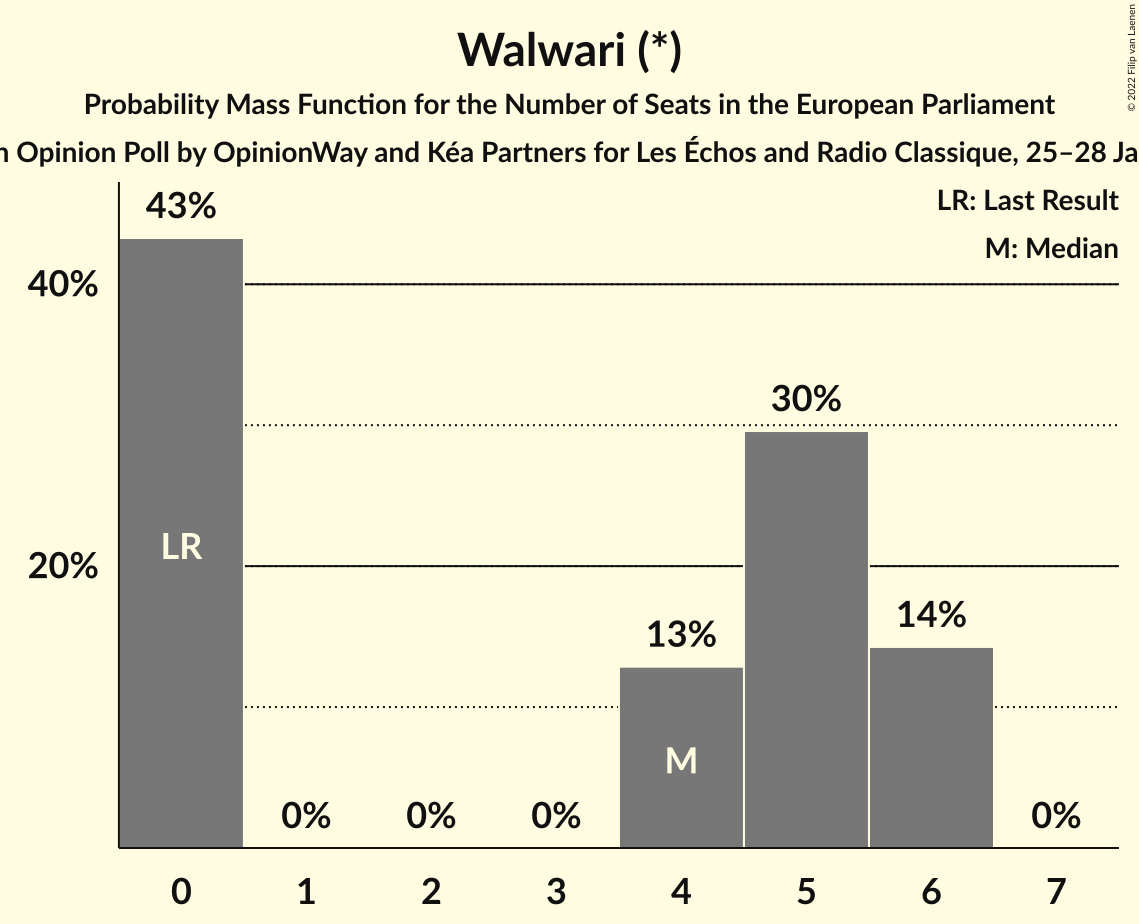 Walwari (*)
Probability Mass Function for the Number of Seats in the European Parliament
Opinion Poll by OpinionWay and Kéa Partners for Les Échos and Radio Classique, 25–28
LR: Last Result
M: Median
© 2022 Filip van Laenen
43%
40%
30%
LR
20%
14%
13%
M
0% 0% 0% 0%
0 1 2 3 4 5 6 7